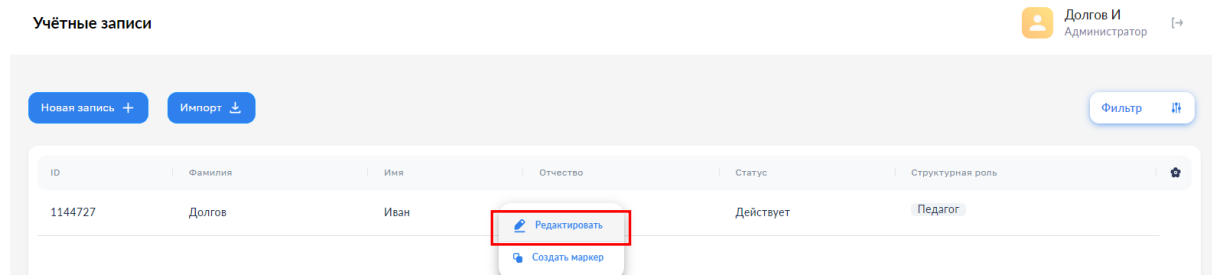 Учётные записи
Долгов И
Администратор
Новая запись
Импорт
Фильтр
ID Фамилия Имя Отчество Статус Структурная роль
1144727 Долгов Иван Действует Педагог
Редактировать
Создать маркер